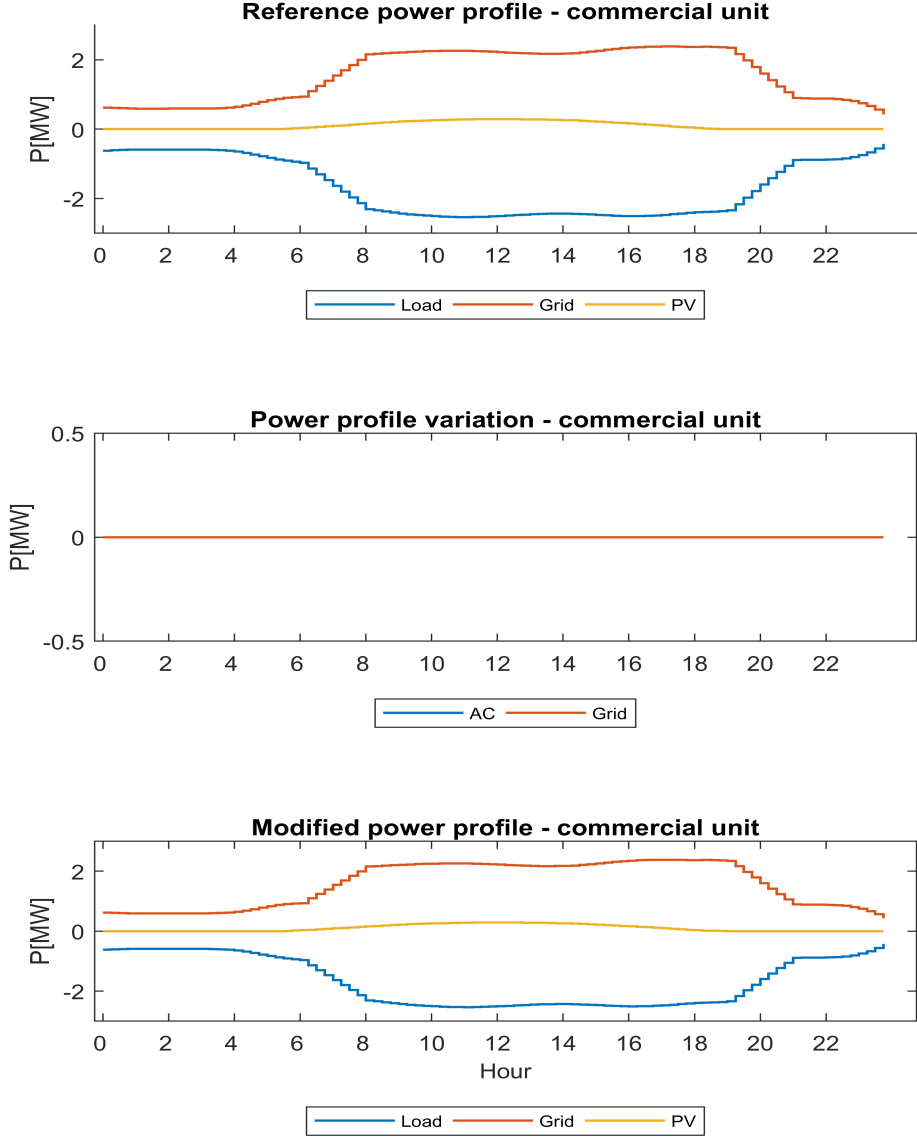 Reference power profile - commercial unit
P[MW]
2
0
-2
0 2 4 6 8 10 12 14 16 18 20 22
Load Grid PV
Power profile variation - commercial unit
P[MW]
0.5
0
-0.5
0 2 4 6 8 10 12 14 16 18 20 22
AC Grid
Modified power profile - commercial unit
P[MW]
2
0
-2
0 2 4 6 8 10 12 14 16 18 20 22
Hour
Load Grid PV